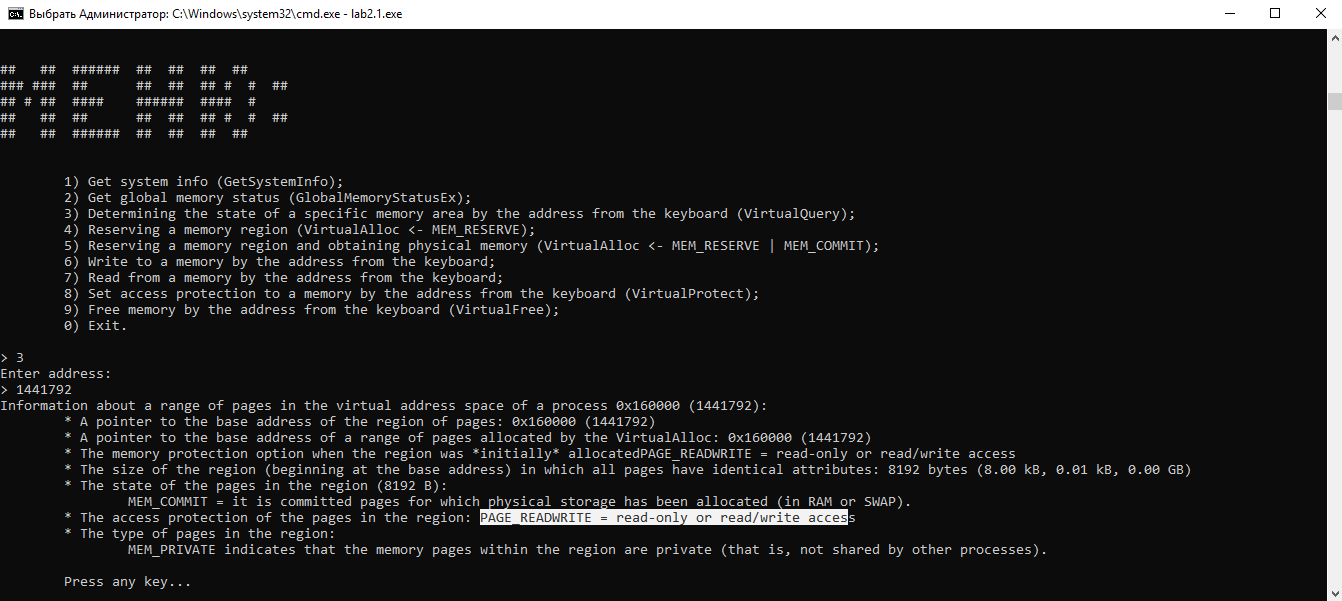 Выбрать Администратор: C:\Windows\system32\cmd.exe - lab2.1.exe
МЕНЮ:
1) Get system info (GetSystemInfo);
2) Get global memory status (GlobalMemoryStatusEx);
3) Determining the state of a specific memory area by the address from the keyboard (VirtualQuery);
4) Reserving a memory region (VirtualAlloc <- MEM_RESERVE);
5) Reserving a memory region and obtaining physical memory (VirtualAlloc <- MEM_RESERVE | MEM_COMMIT);
6) Write to a memory by the address from the keyboard;
7) Read from a memory by the address from the keyboard;
8) Set access protection to a memory by the address from the keyboard (VirtualProtect);
9) Free memory by the address from the keyboard (VirtualFree);
0) Exit.
> 3
Enter address:
> 1441792
Information about a range of pages in the virtual address space of a process 0x160000 (1441792):
* A pointer to the base address of the region of pages: 0x160000 (1441792)
* A pointer to the base address of a range of pages allocated by the VirtualAlloc: 0x160000 (1441792)
* The memory protection option when the region was *initially* allocatedPAGE_READWRITE = read-only or read/write access
* The size of the region (beginning at the base address) in which all pages have identical attributes: 8192 bytes (8.00 kB, 0.01 kB, 0.00 GB)
* The state of the pages in the region (8192 B):
MEM_COMMIT = it is committed pages for which physical storage has been allocated (in RAM or SWAP).
* The access protection of the pages in the region: PAGE_READWRITE = read-only or read/write access
* The type of pages in the region:
MEM_PRIVATE indicates that the memory pages within the region are private (that is, not shared by other processes).
Press any key...